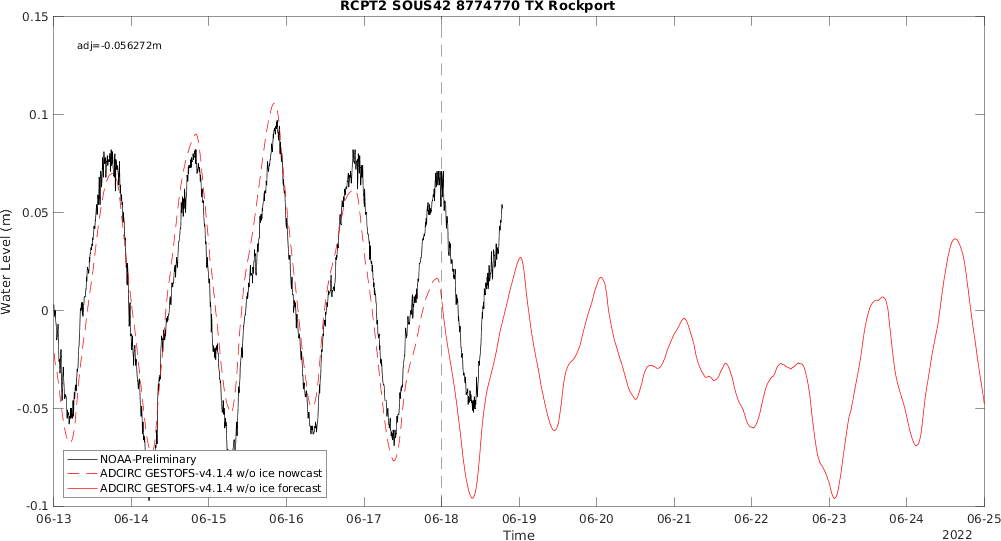 RCPT2 SOUS42 8774770 TX Rockport
adj=-0.056272m
0.15
0.1
0.05
0
-0.05
-0.1
Water Level (m)
NOAA-Preliminary
ADCIRC GESTOFS-v4.1.4 w/o ice nowcast
ADCIRC GESTOFS-v4.1.4 w/o ice forecast
06-13 06-14 06-15 06-16 06-17 06-18 06-19 06-20 06-21 06-22 06-23 06-24 06-25
Time
2022